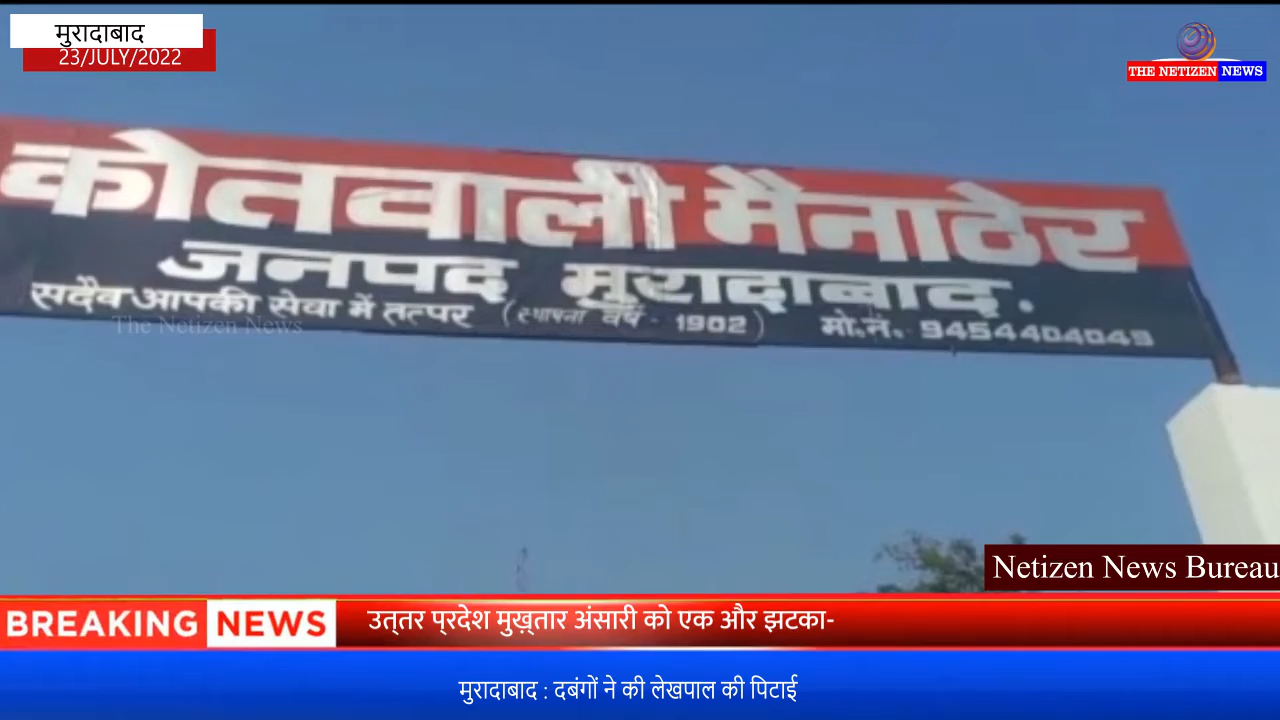 मुरादाबाद
23/JULY/2022
THE NETIZEN NEWS
कोतवाली मैनाठेर
जनपद मुरादाबाद.
सदैव आपकी सेवा में तत्पर (स्थापना वर्ष - 1902) मो.नं. 9454404049
The Netizen News
Netizen News Bureau
BREAKING NEWS उत्तर प्रदेश मुख़्तार अंसारी को एक और झटका-
मुरादाबाद : दबंगों ने की लेखपाल की पिटाई